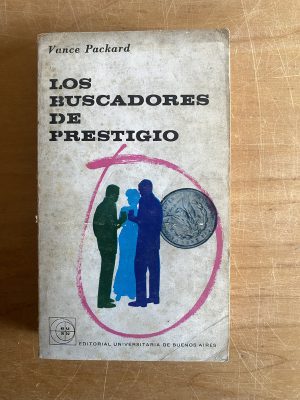 Vance Packard
LOS
BUSCADORES
DE
PRESTIGIO
EDITORIAL UNIVERSITARIA DE BUENOS AIRES